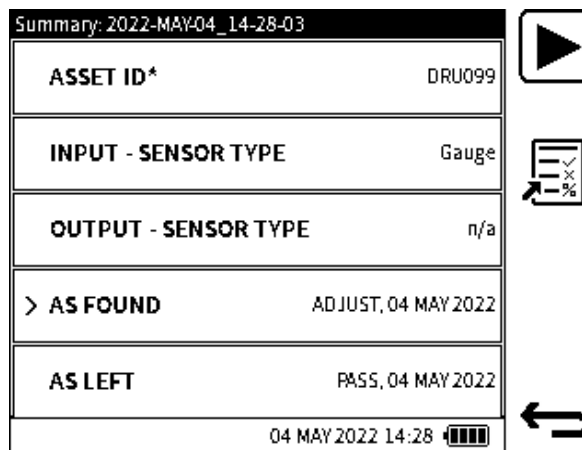 Summary: 2022-MAY-04_14-28-03
ASSET ID* DRU099
INPUT - SENSOR TYPE Gauge
OUTPUT - SENSOR TYPE n/a
> AS FOUND ADJUST, 04 MAY 2022
AS LEFT PASS, 04 MAY 2022
04 MAY 2022 14:28